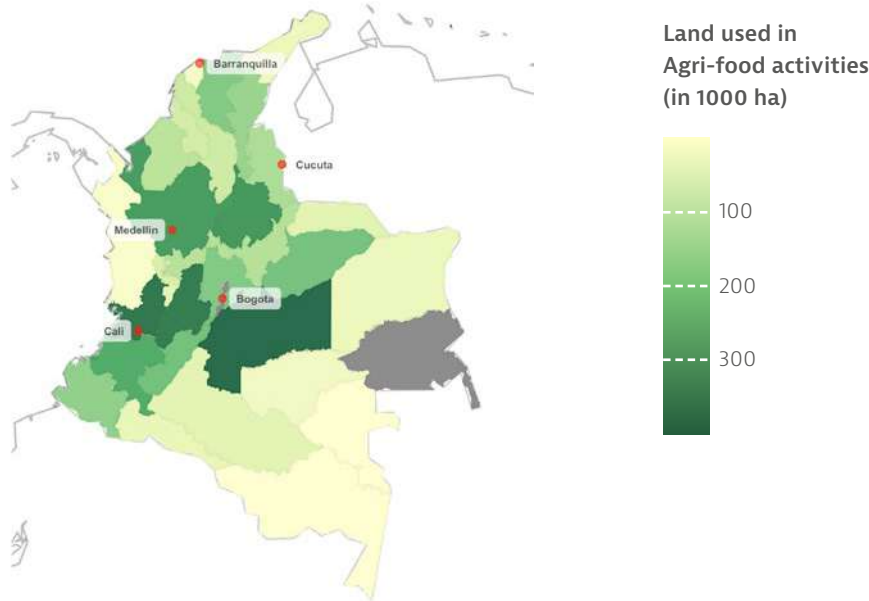 Land used in
Agri-food activities
(in 1000 ha)
100
200
300
Barranquilla
Cucuta
Medellin
Bogota
Cali